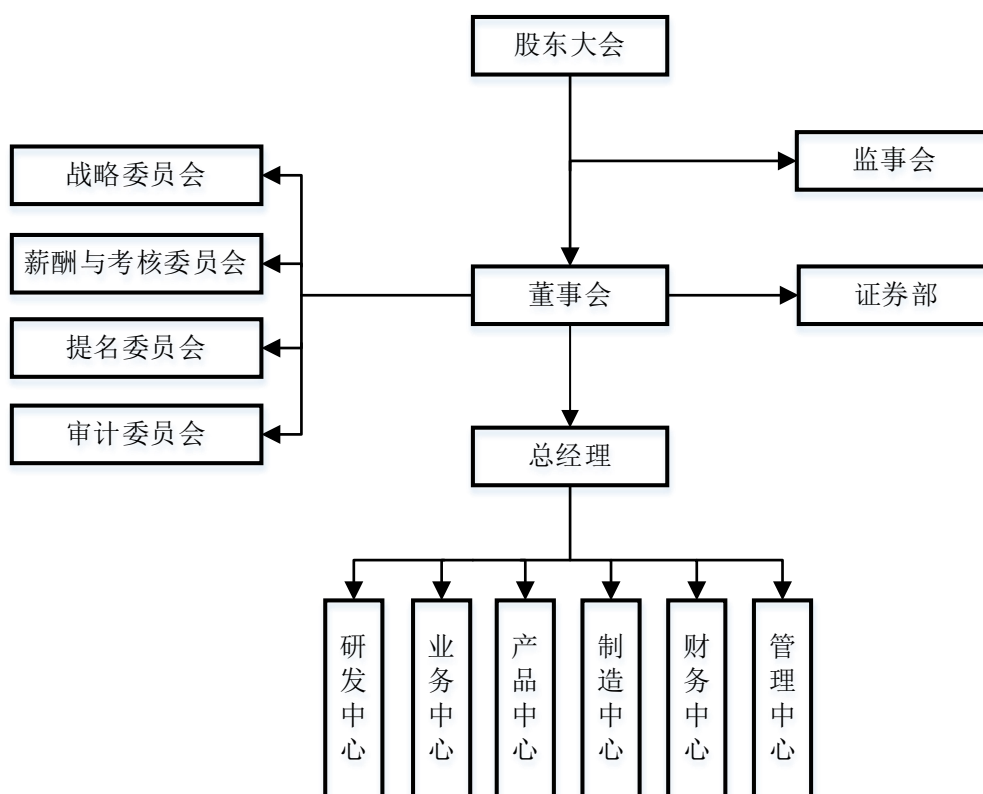 股东大会
监事会
战略委员会
薪酬与考核委员会
董事会
证券部
提名委员会
审计委员会
总经理
研发中心
业务中心
产品中心
制造中心
财务中心
管理中心